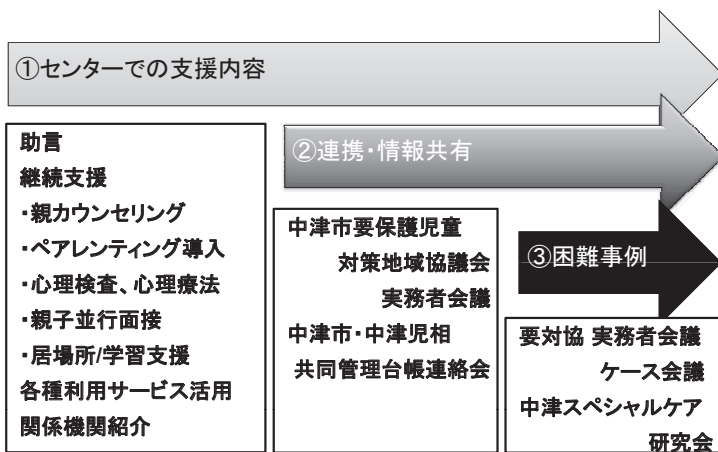 ①センターでの支援内容
助言
継続支援
・親カウンセリング
・ペアレンティング導入
・心理検査、心理療法
・親子並行面接
・居場所/学習支援
各種利用サービス活用
関係機関紹介
②連携・情報共有
中津市要保護児童
対策地域協議会
実務者会議
中津市・中津児相
共同管理台帳連絡会
③困難事例
要対協 実務者会議
ケース会議
中津スペシャルケア
研究会